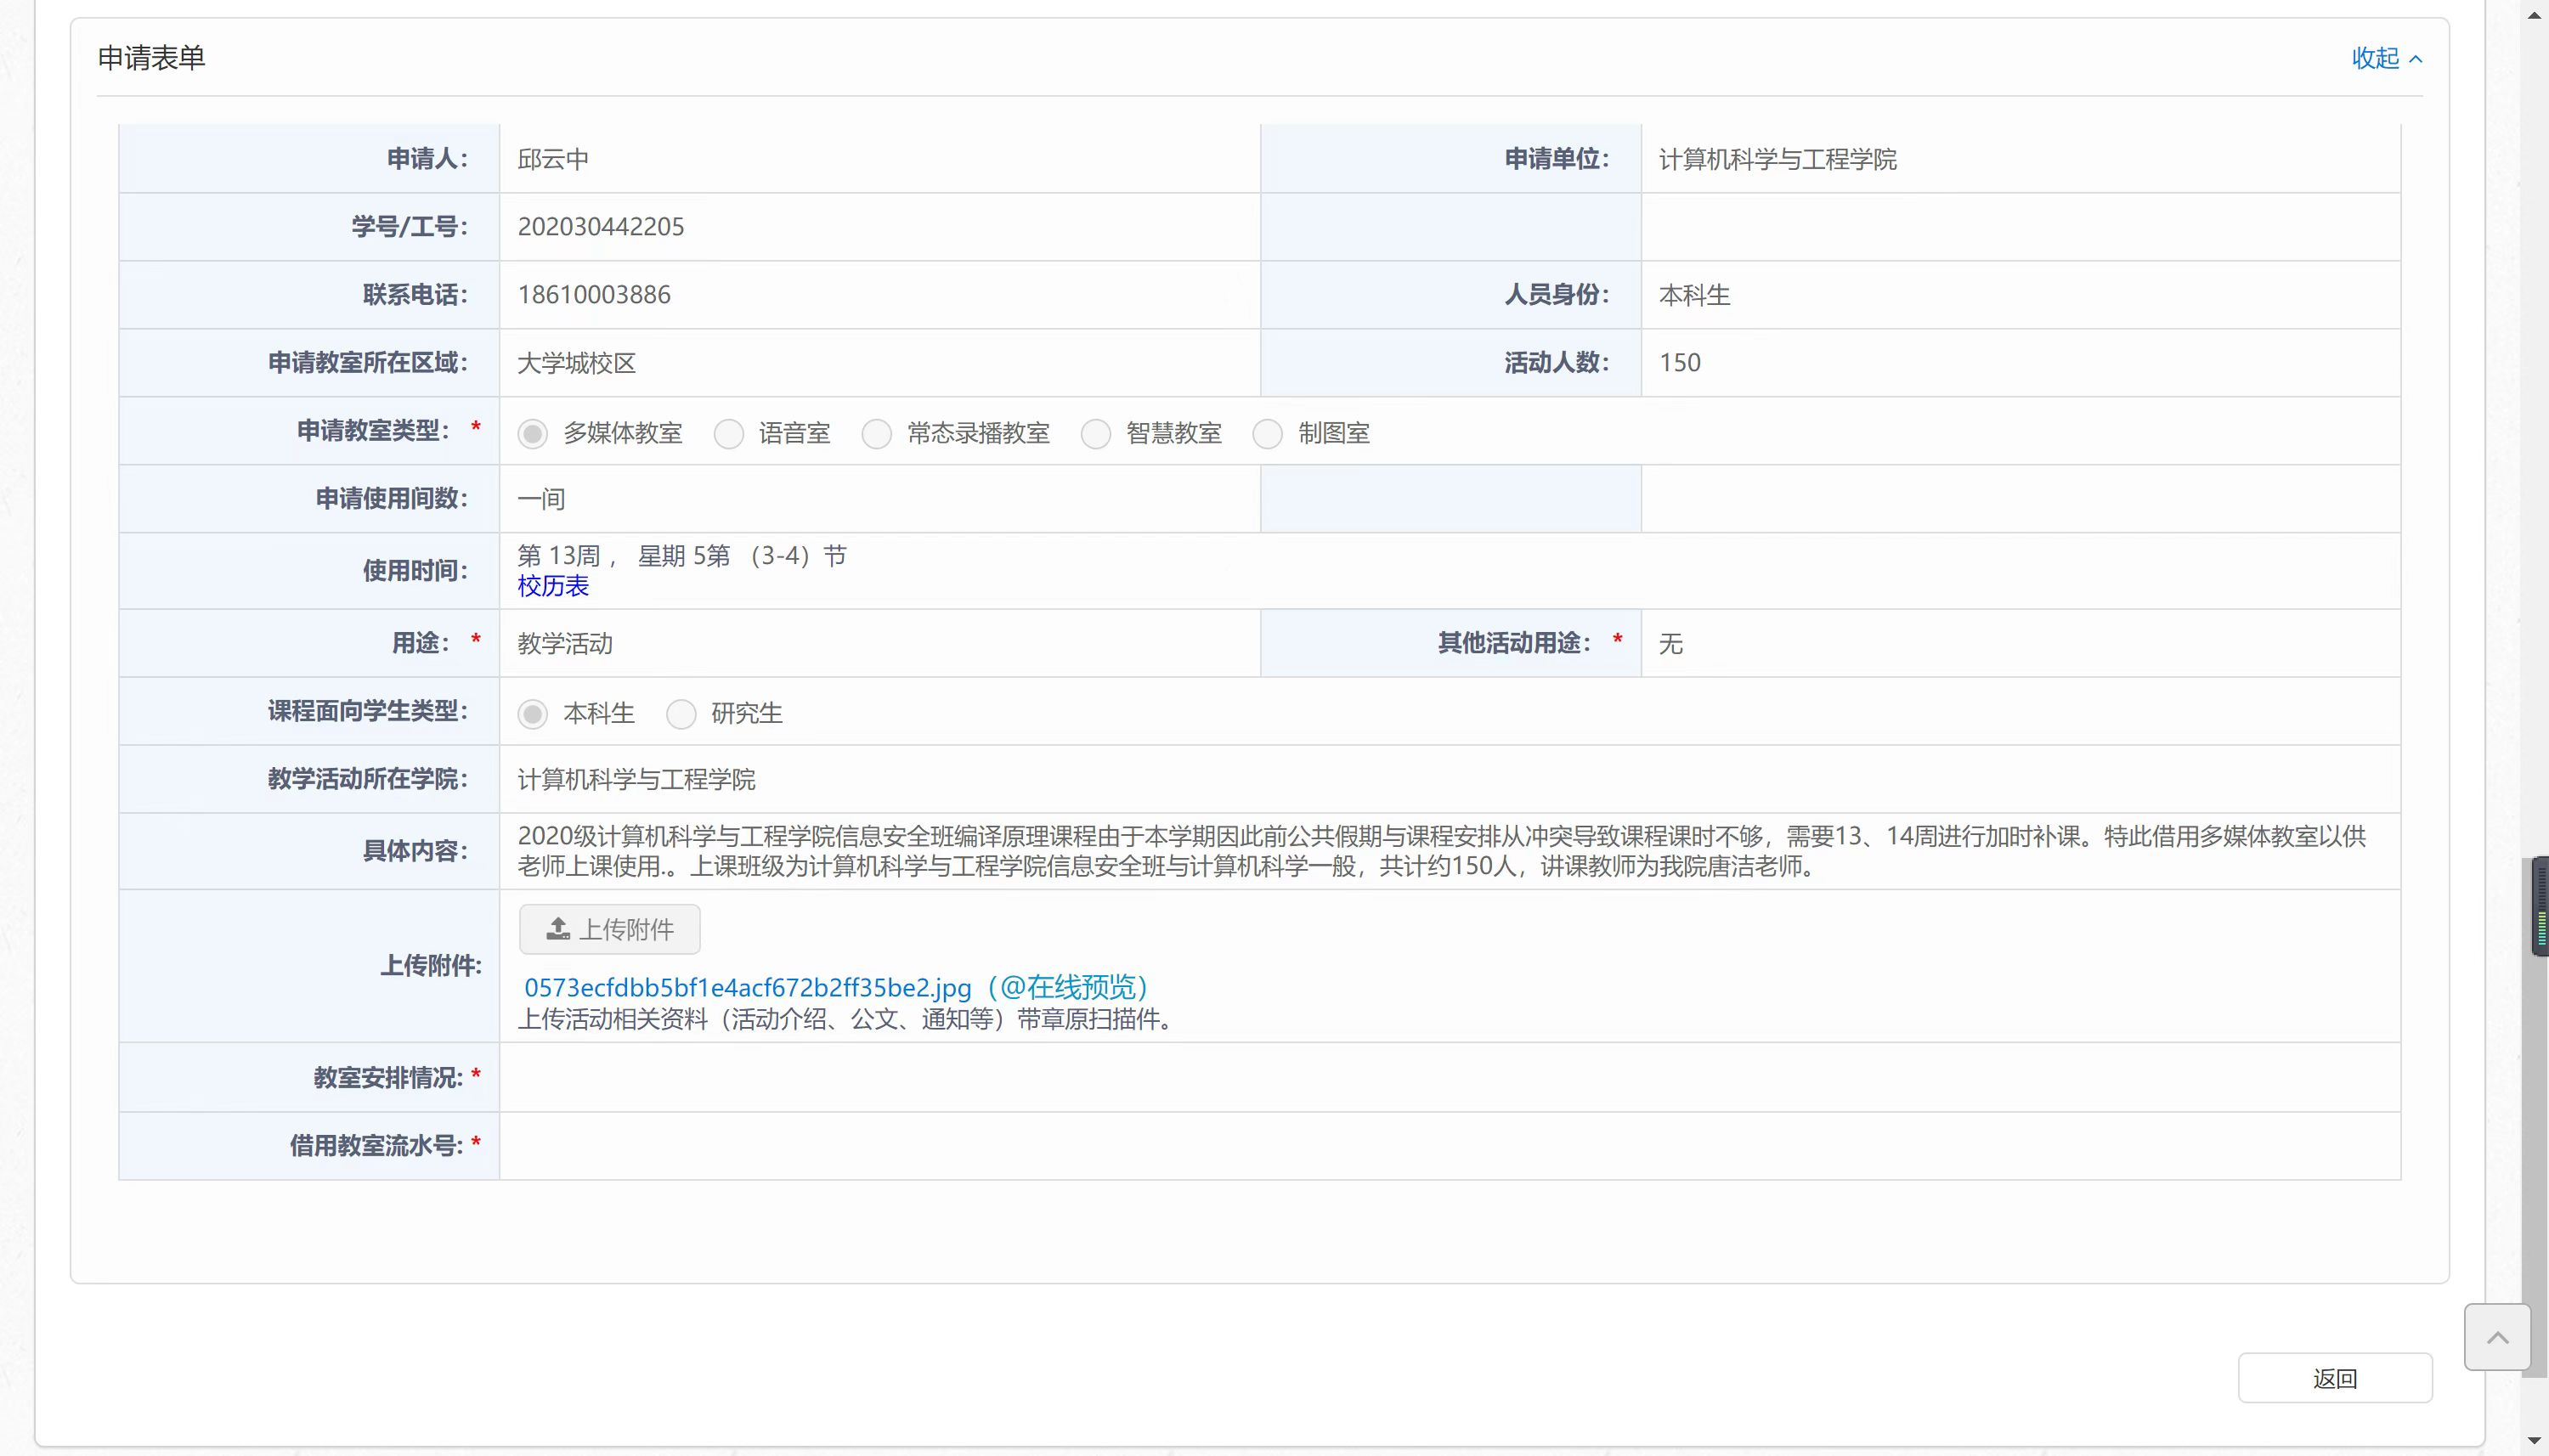 申请表单
收起
申请人： 邱云中 申请单位： 计算机科学与工程学院
学号/工号： 202030442205
联系电话： 18610003886 人员身份： 本科生
申请教室所在区域： 大学城校区 活动人数： 150
申请教室类型： * 多媒体教室 语音室 常态录播教室 智慧教室 制图室
申请使用间数： 一间
使用时间： 第 13周 ， 星期 5第 （3-4）节
校历表
用途： * 教学活动 其他活动用途： * 无
课程面向学生类型： 本科生 研究生
教学活动所在学院： 计算机科学与工程学院
具体内容： 2020级计算机科学与工程学院信息安全班编译原理课程由于本学期因此前公共假期与课程安排从冲突导致课程课时不够，需要13、14周进行加时补课。特此借用多媒体教室以供
老师上课使用.。上课班级为计算机科学与工程学院信息安全班与计算机科学一般，共计约150人，讲课教师为我院唐洁老师。
上传附件: 上传附件
0573ecfdbb5bf1e4acf672b2ff35be2.jpg（@在线预览）
上传活动相关资料（活动介绍、公文、通知等）带章原扫描件。
教室安排情况: *
借用教室流水号: *
返回